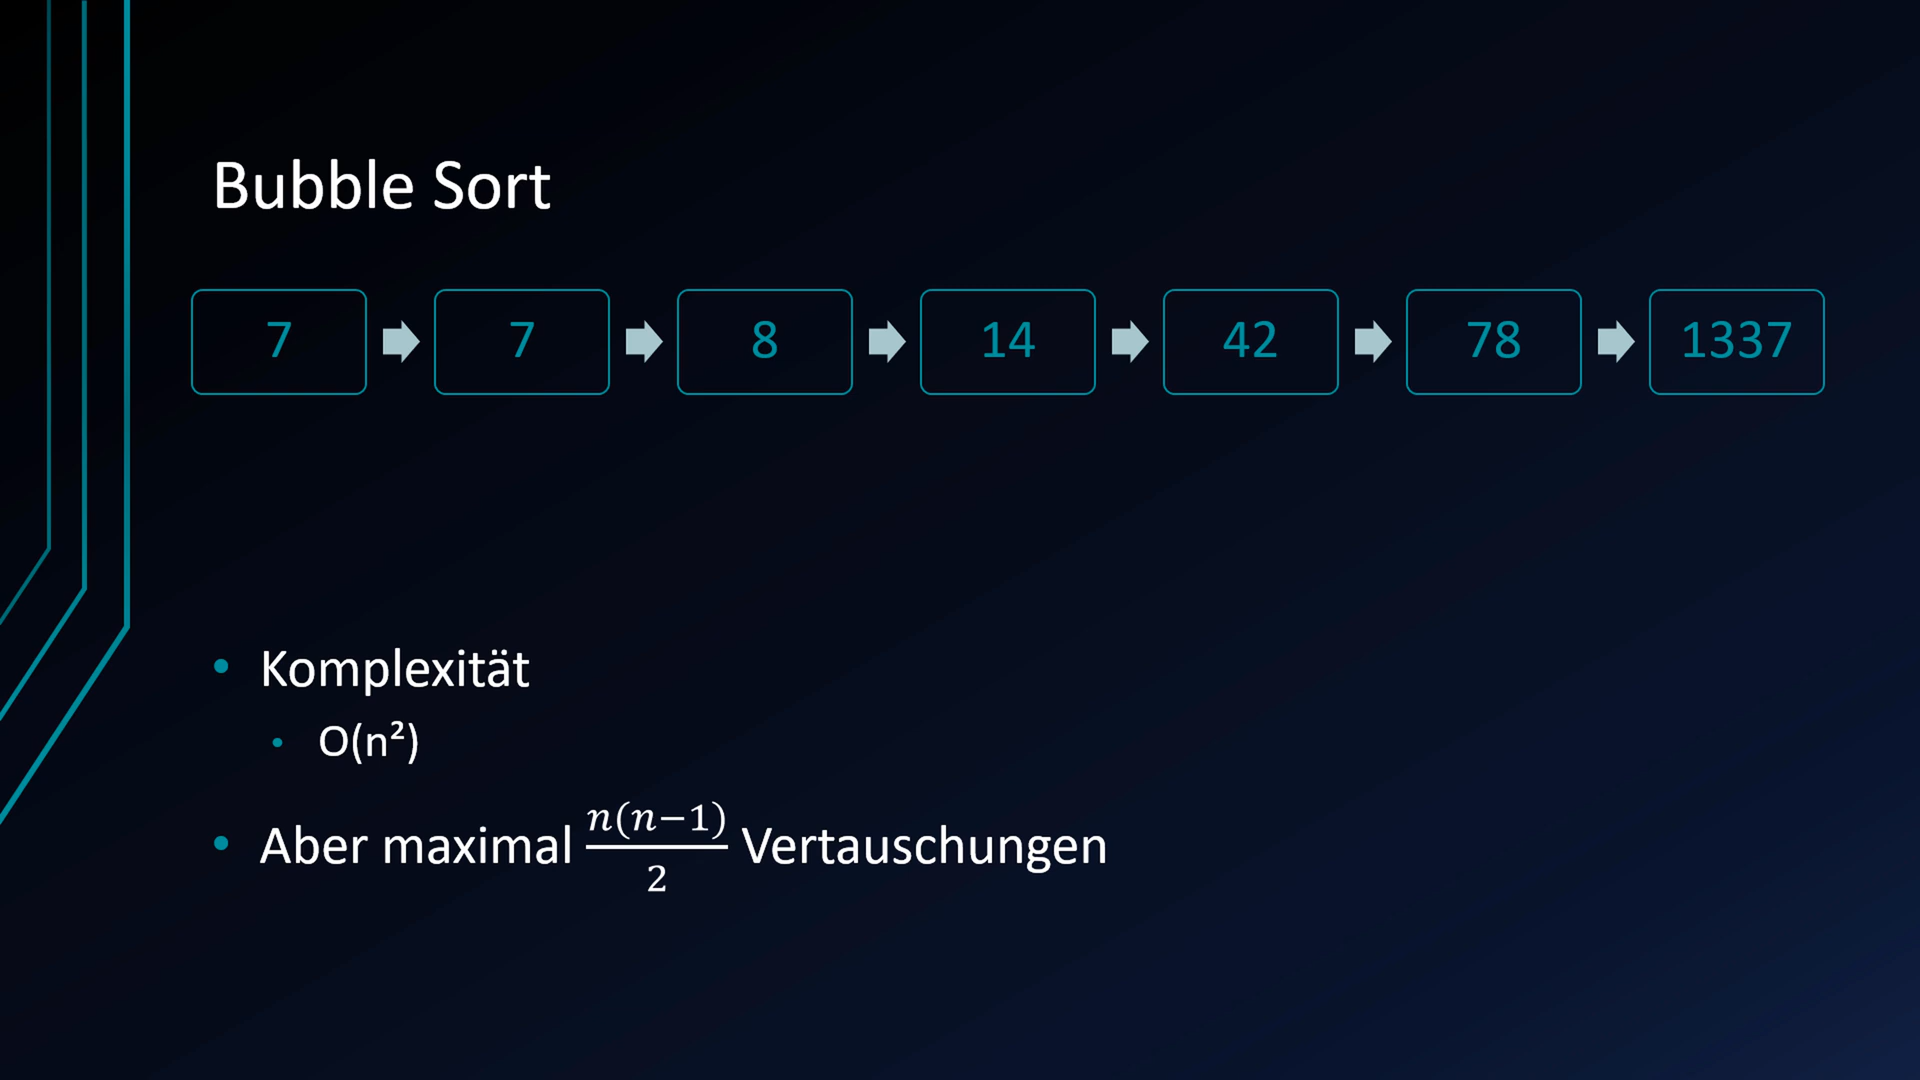 Bubble Sort
7 7 8 14 42 78 1337
• Komplexität
• O(n²)
• Aber maximal n(n−1)/2 Vertauschungen